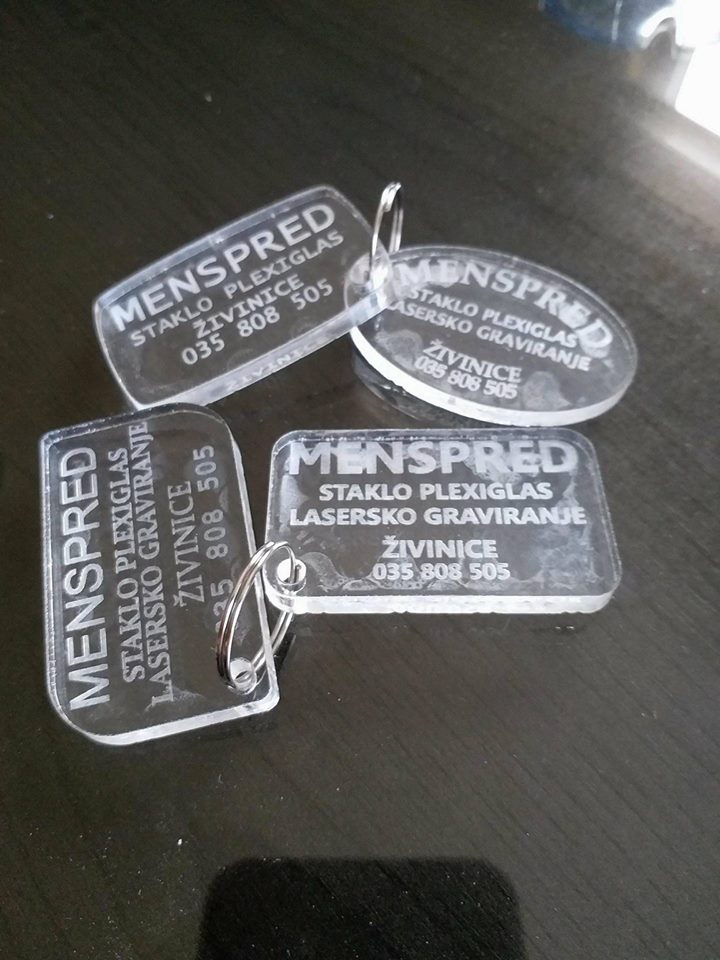 MENSPRED
STAKLO PLEXIGLAS
ŽIVINICE
035 808 505
MENSPRED
STAKLO PLEXIGLAS
LASERSKO GRAVIRANJE
ŽIVINICE
035 808 505
MENSPRED
STAKLO PLEXIGLAS
LASERSKO GRAVIRANJE
ŽIVINICE
35 808 505
MENSPRED
STAKLO PLEXIGLAS
LASERSKO GRAVIRANJE
ŽIVINICE
035 808 505